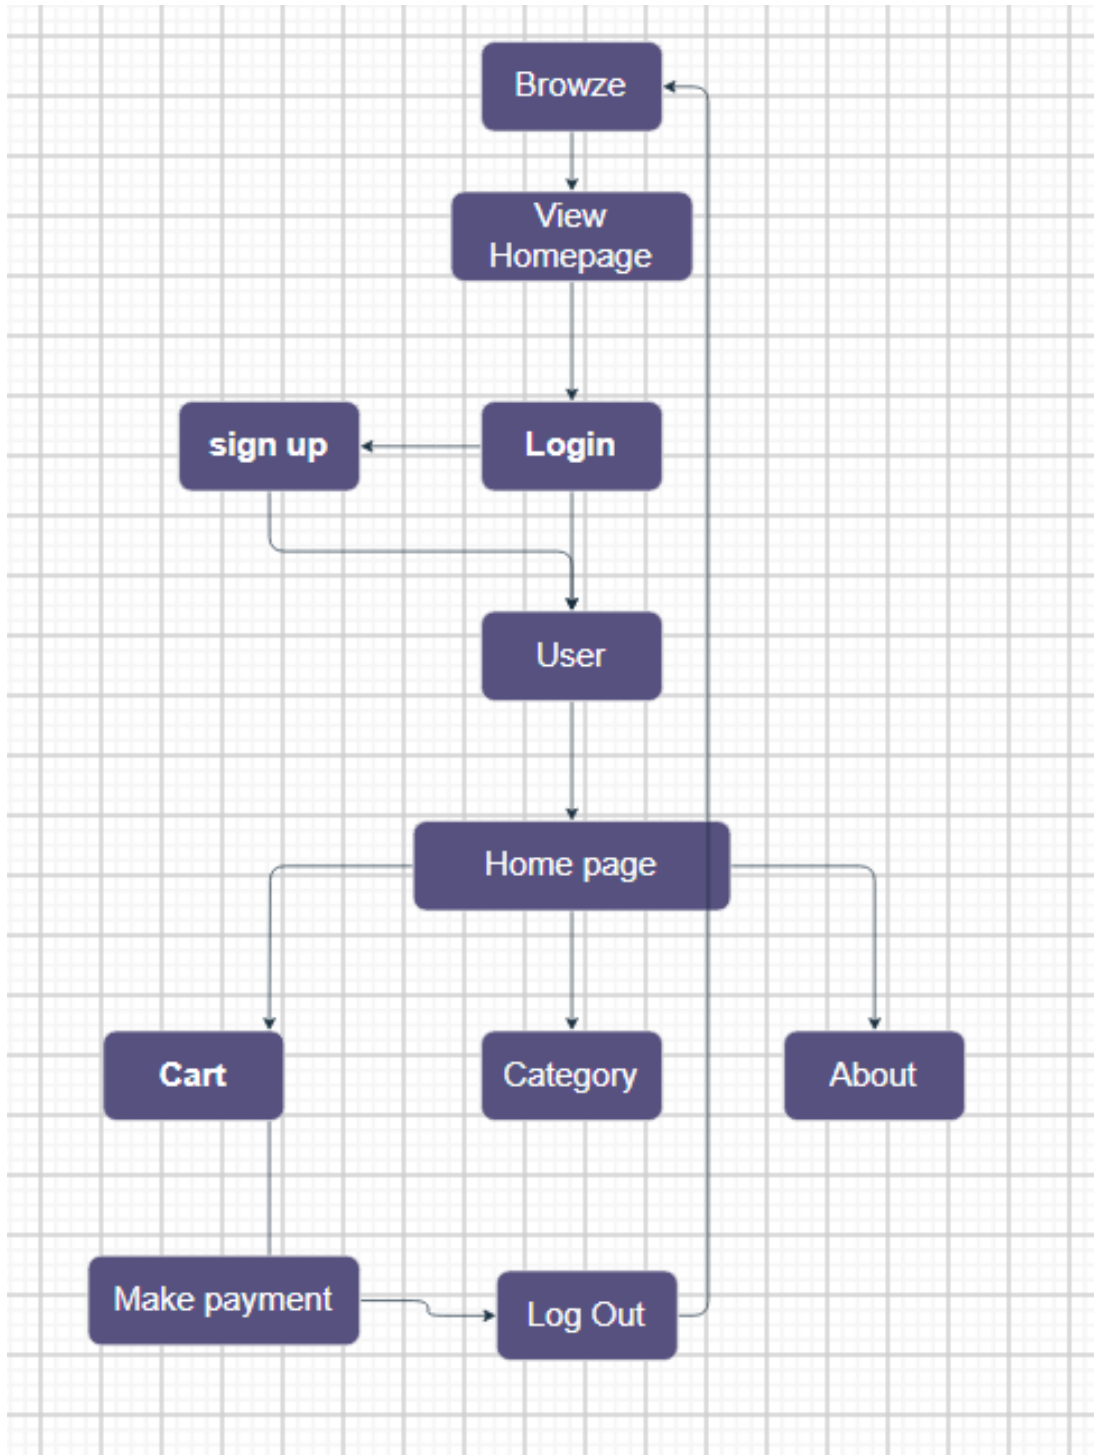 Browze
View
Homepage
sign up
Login
User
Home page
Cart
Category
About
Make payment
Log Out